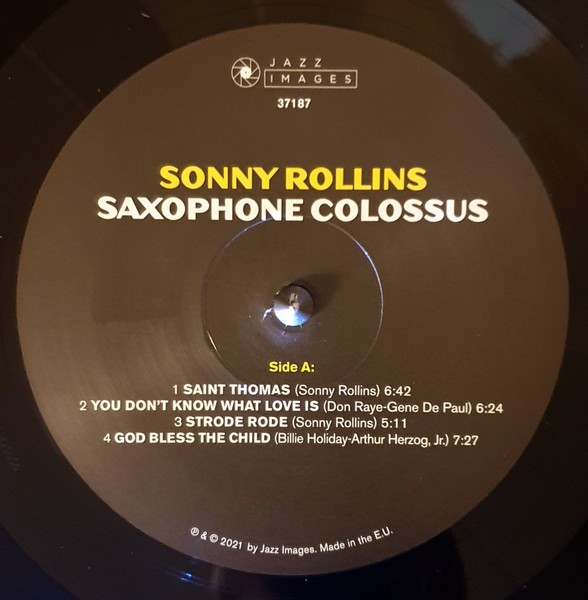 JAZZ
IMAGES
37187
SONNY ROLLINS
SAXOPHONE COLOSSUS
Side A:
1 SAINT THOMAS (Sonny Rollins) 6:42
2 YOU DON'T KNOW WHAT LOVE IS (Don Raye-Gene De Paul) 6:24
3 STRODE RODE (Sonny Rollins) 5:11
4 GOD BLESS THE CHILD (Billie Holiday-Arthur Herzog, Jr.) 7:27
℗ & © 2021 by Jazz Images. Made in the E.U.